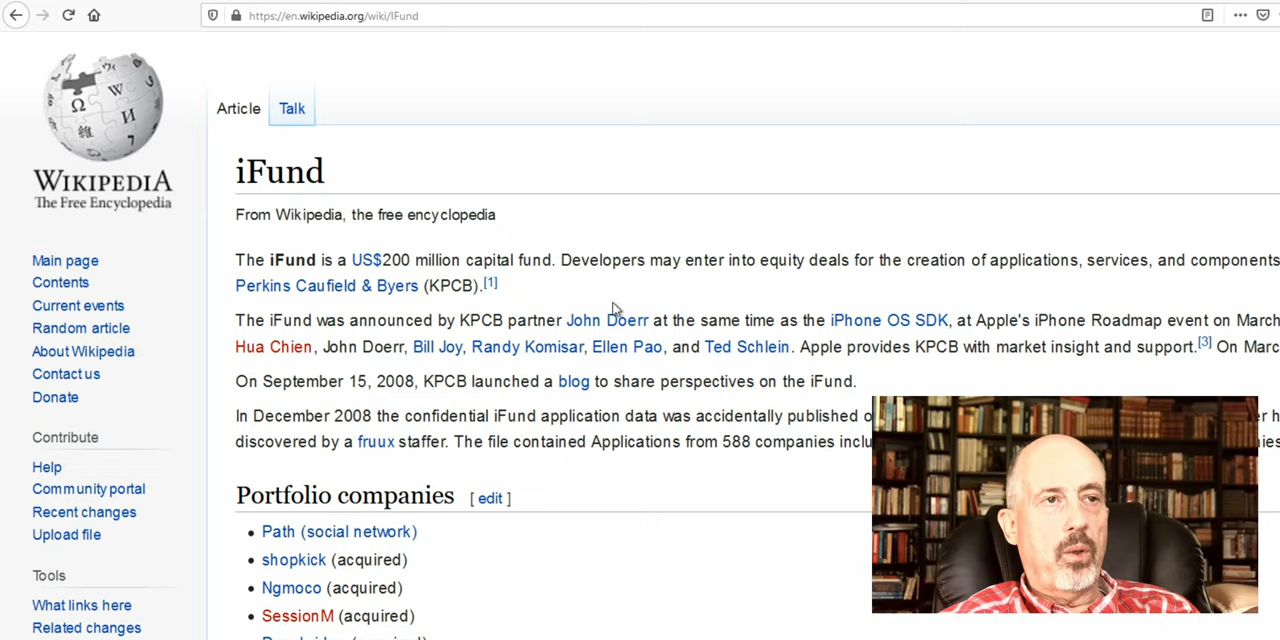 https://en.wikipedia.org/wiki/IFund
Article Talk
WIKIPEDIA
The Free Encyclopedia
Main page
Contents
Current events
Random article
About Wikipedia
Contact us
Donate
Contribute
Help
Community portal
Recent changes
Upload file
Tools
What links here
Related changes
iFund
From Wikipedia, the free encyclopedia
The iFund is a US$200 million capital fund. Developers may enter into equity deals for the creation of applications, services, and components
Perkins Caufield & Byers (KPCB).[1]
The iFund was announced by KPCB partner John Doerr at the same time as the iPhone OS SDK, at Apple's iPhone Roadmap event on March
Hua Chien, John Doerr, Bill Joy, Randy Komisar, Ellen Pao, and Ted Schlein. Apple provides KPCB with market insight and support.[3] On Marc
On September 15, 2008, KPCB launched a blog to share perspectives on the iFund.
In December 2008 the confidential iFund application data was accidentally published
discovered by a fruux staffer. The file contained Applications from 588 companies
Portfolio companies [ edit ]
Path (social network)
shopkick (acquired)
Ngmoco (acquired)
SessionM (acquired)